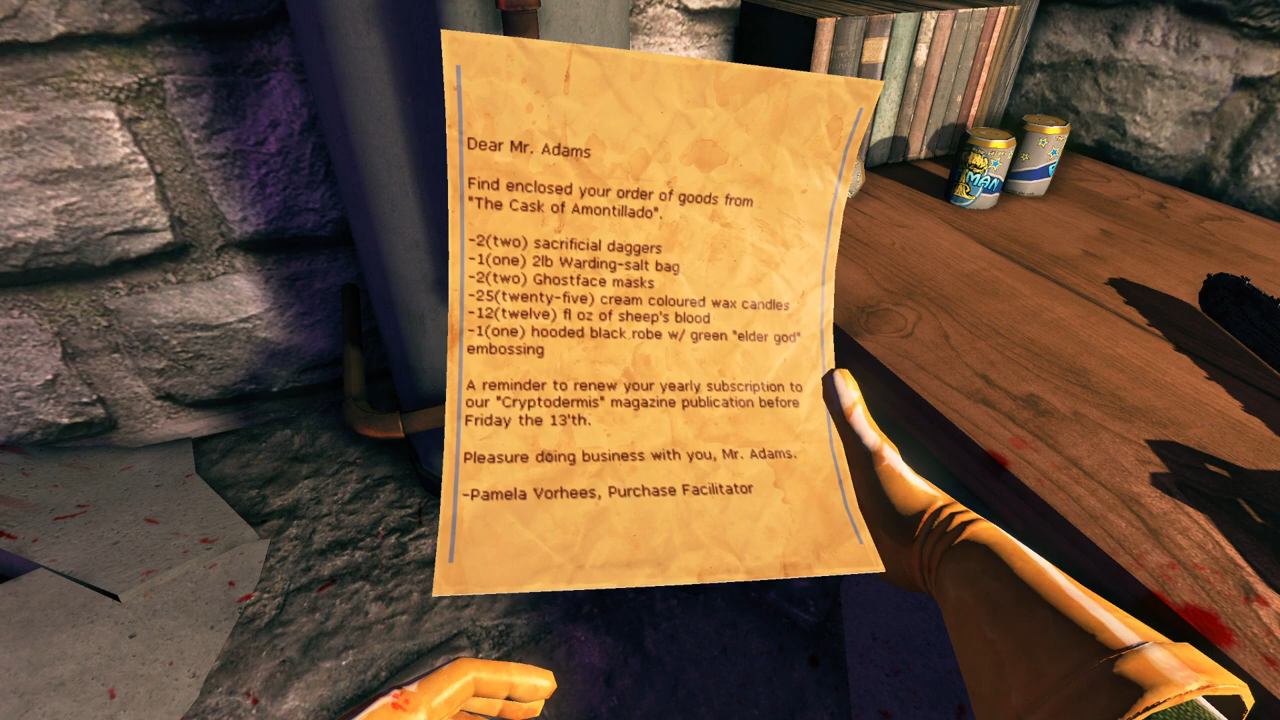 Dear Mr. Adams
Find enclosed your order of goods from
"The Cask of Amontillado".
-2(two) sacrificial daggers
-1(one) 2lb Warding-salt bag
-2(two) Ghostface masks
-25(twenty-five) cream coloured wax candles
-12(twelve) fl oz of sheep's blood
-1(one) hooded black robe w/ green "elder god"
embossing
A reminder to renew your yearly subscription to
our "Cryptodermis" magazine publication before
Friday the 13'th.
Pleasure doing business with you, Mr. Adams.
-Pamela Vorhees, Purchase Facilitator
MAN